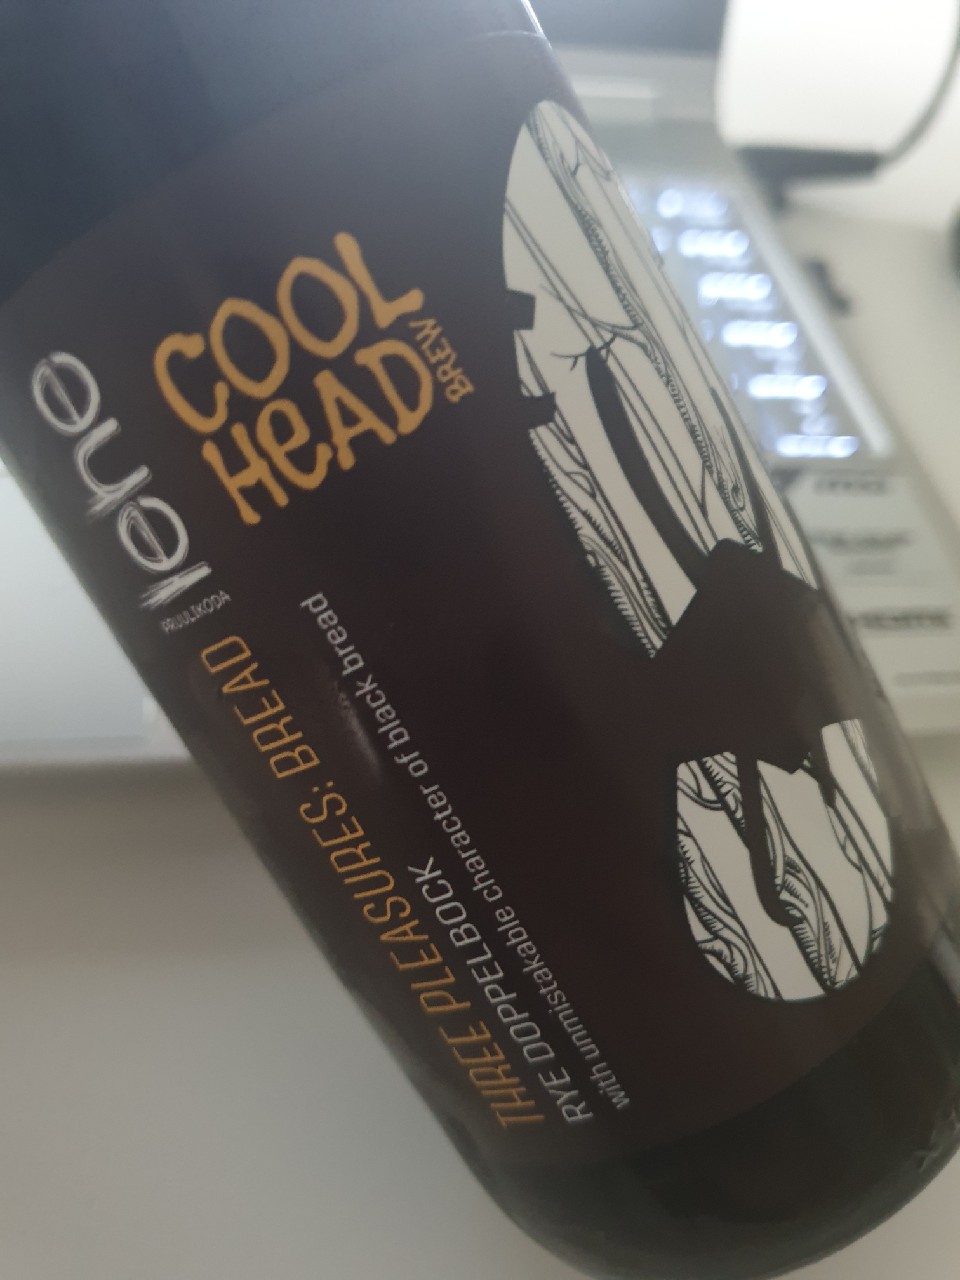 COOL
HEAD
BREW
lehe
PRUULIKODA
THREE PLEASURES: BREAD
RYE DOPPELBOCK
with unmistakable character of black bread